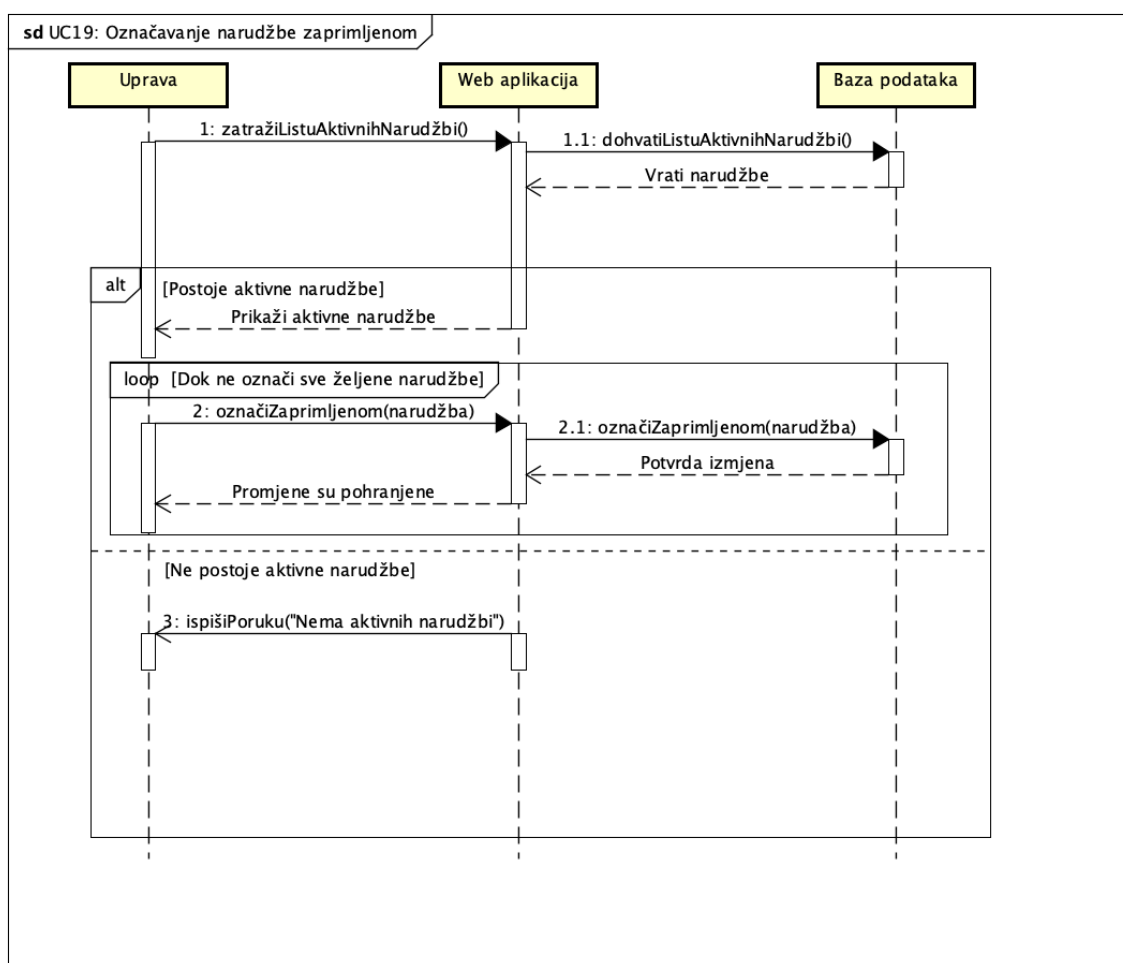 sd UC19: Označavanje narudžbe zaprimljenom
Uprava
Web aplikacija
Baza podataka
1: zatražiListuAktivnihNarudžbi()
1.1: dohvatiListuAktivnihNarudžbi()
Vrati narudžbe
alt
[Postoje aktivne narudžbe]
Prikaži aktivne narudžbe
loop [Dok ne označi sve željene narudžbe]
2: označiZaprimljenom(narudžba)
2.1: označiZaprimljenom(narudžba)
Potvrda izmjena
Promjene su pohranjene
[Ne postoje aktivne narudžbe]
3: ispišiPoruku("Nema aktivnih narudžbi")